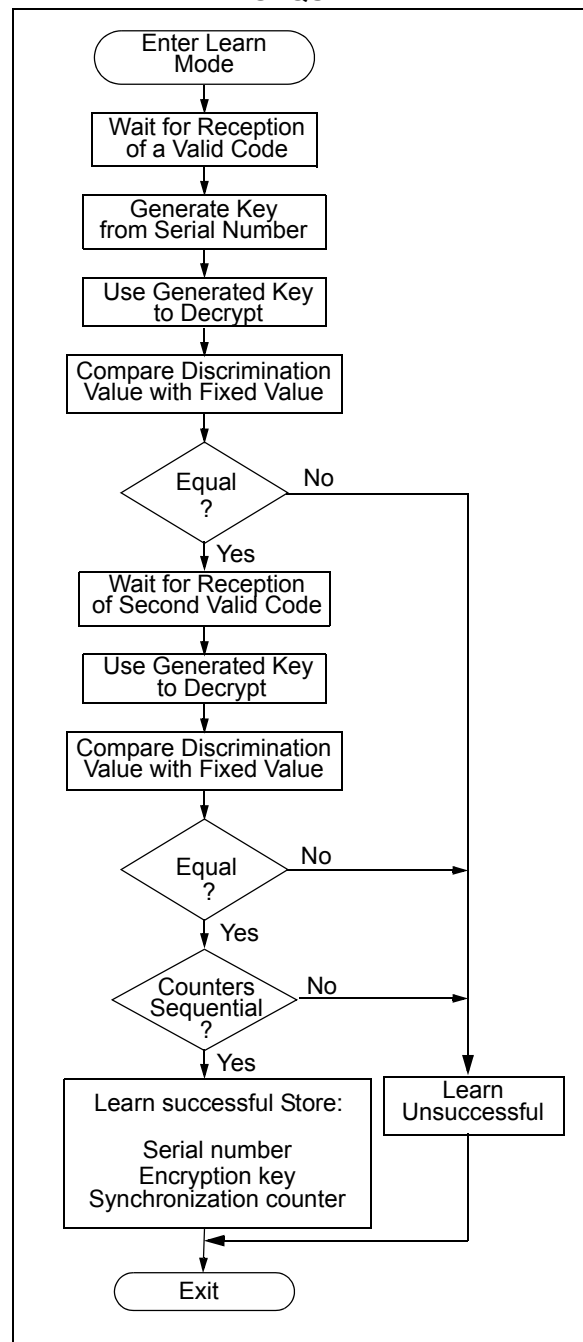 Enter Learn
Mode
Wait for Reception
of a Valid Code
Generate Key
from Serial Number
Use Generated Key
to Decrypt
Compare Discrimination
Value with Fixed Value
Equal
?
No
Yes
Wait for Reception
of Second Valid Code
Use Generated Key
to Decrypt
Compare Discrimination
Value with Fixed Value
Equal
?
No
Yes
Counters
Sequential
?
No
Yes
Learn successful Store:
Serial number
Encryption key
Synchronization counter
Learn
Unsuccessful
Exit